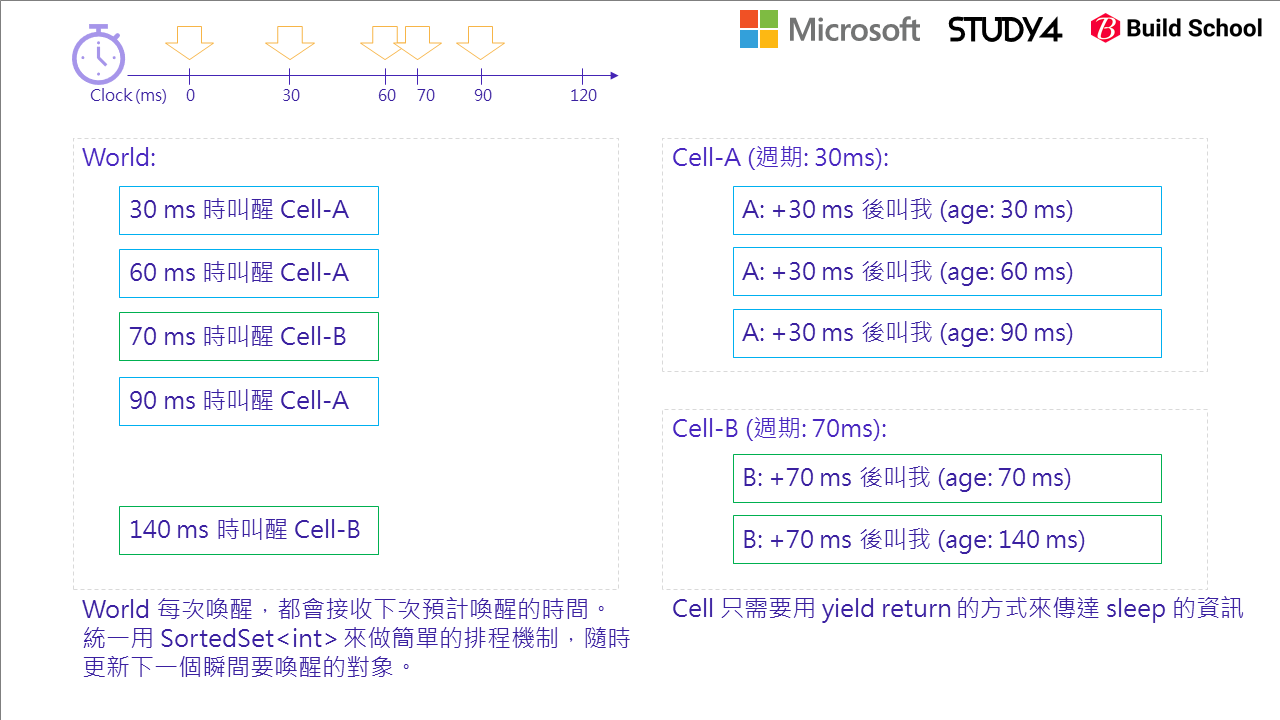 Microsoft STUDY4 Build School
Clock (ms) 0 30 60 70 90 120
World:
30 ms 時叫醒 Cell-A
60 ms 時叫醒 Cell-A
70 ms 時叫醒 Cell-B
90 ms 時叫醒 Cell-A
140 ms 時叫醒 Cell-B
World 每次喚醒，都會接收下次預計喚醒的時間。
統一用 SortedSet<int> 來做簡單的排程機制，隨時
更新下一個瞬間要喚醒的對象。
Cell-A (週期: 30ms):
A: +30 ms 後叫我 (age: 30 ms)
A: +30 ms 後叫我 (age: 60 ms)
A: +30 ms 後叫我 (age: 90 ms)
Cell-B (週期: 70ms):
B: +70 ms 後叫我 (age: 70 ms)
B: +70 ms 後叫我 (age: 140 ms)
Cell 只需要用 yield return 的方式來傳達 sleep 的資訊